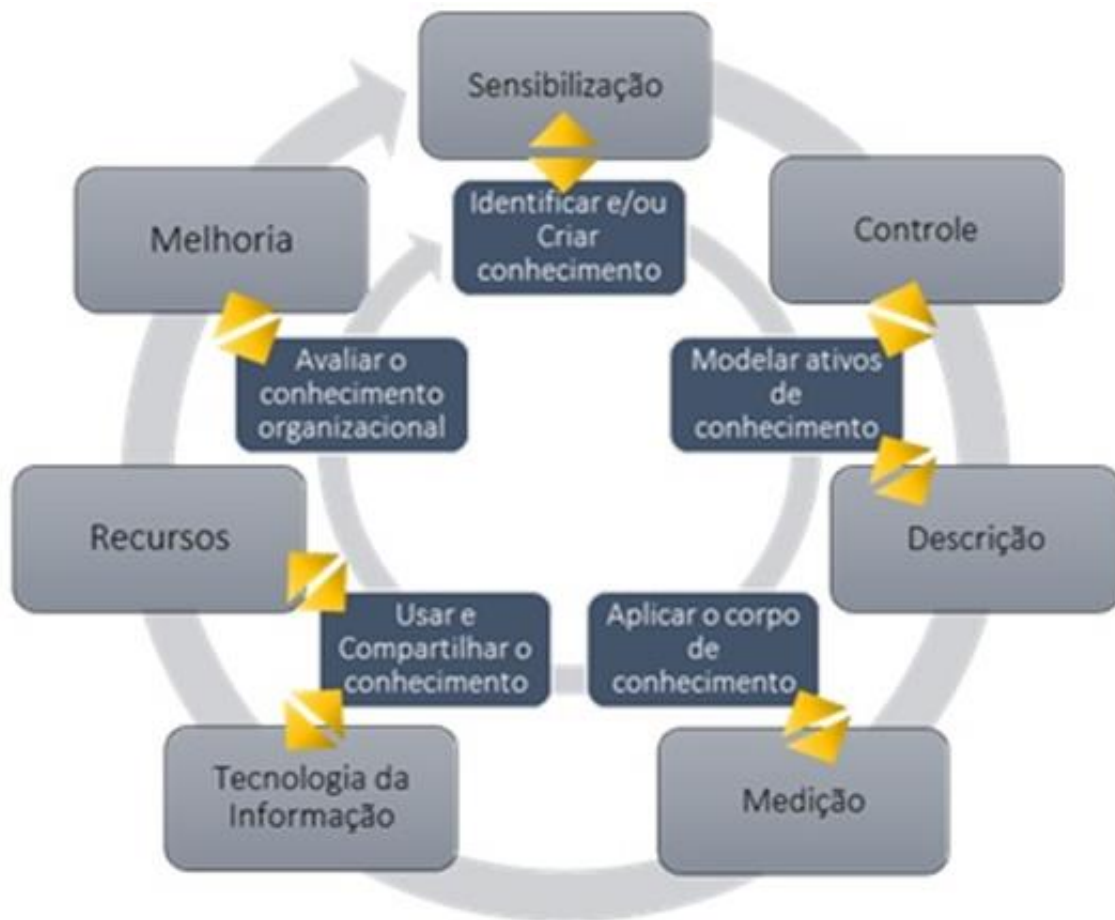 Sensibilização
Identificar e/ou
Criar
conhecimento
Controle
Modelar ativos
de
conhecimento
Descrição
Aplicar o corpo
de
conhecimento
Medição
Usar e
Compartilhar o
conhecimento
Tecnologia da
Informação
Recursos
Avaliar o
conhecimento
organizacional
Melhoria